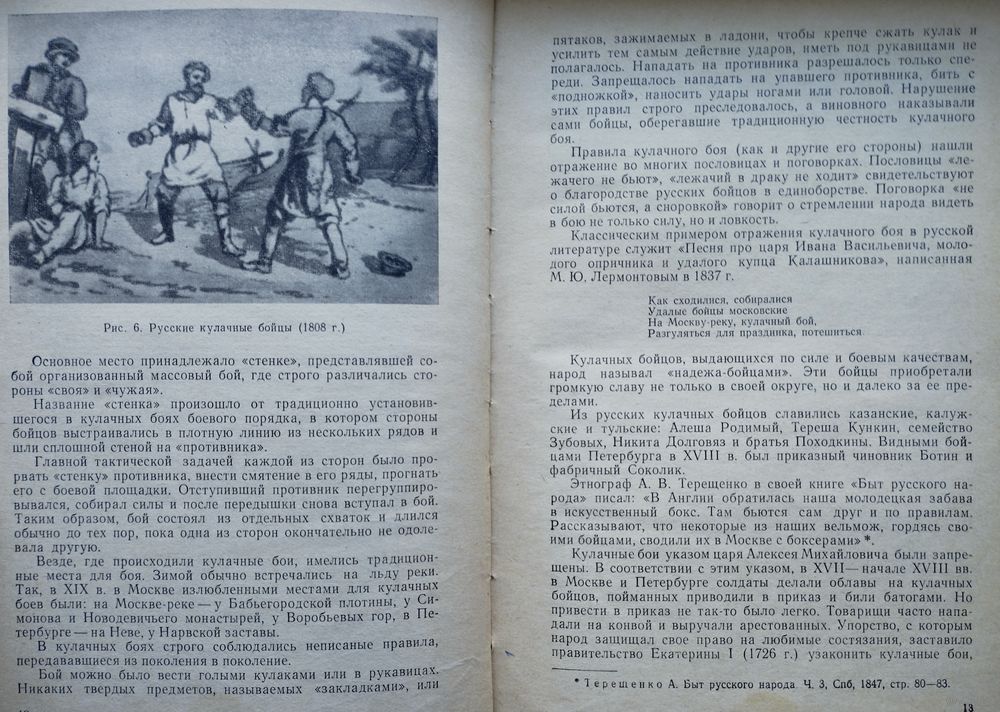 Рис. 6. Русские кулачные бойцы (1808 г.)
Основное место принадлежало «стенке», представлявшей со-
бой организованный массовый бой, где строго различались сто-
роны «своя» и «чужая».
Название «стенка» произошло от традиционно установив-
шегося в кулачных боях боевого порядка, в котором стороны
бойцов выстраивались в плотную линию из нескольких рядов и
шли сплошной стеной на «противника».
Главной тактической задачей каждой из сторон было про-
рвать «стенку» противника, внести смятение в его ряды, прогнать
его с боевой площадки. Отступивший противник перегруппиро-
вывался, собирал силы и после передышки снова вступал в бой.
Таким образом, бой состоял из отдельных схваток и длился
обычно до тех пор, пока одна из сторон окончательно не одоле-
вала другую.
Везде, где происходили кулачные бои, имелись традицион-
ные места для боя. Зимой обычно встречались на льду реки.
Так, в XIX в. в Москве излюбленными местами для кулачных
боев были: на Москве-реке — у Бабьегородской плотины, у Си-
монова и Новодевичьего монастырей, у Воробьевых гор, в Пе-
тербурге — на Неве, у Нарвской заставы.
В кулачных боях строго соблюдались неписаные правила,
передававшиеся из поколения в поколение.
Бой можно было вести голыми кулаками или в рукавицах.
Никаких твердых предметов, называемых «закладками», или
пятаков, зажимаемых в ладони, чтобы крепче сжать кулак и
усилить тем самым действие ударов, иметь под рукавицами не
полагалось. Нападать на противника разрешалось только спе-
реди. Запрещалось нападать на упавшего противника, бить с
«подножкой», наносить удары ногами или головой. Нарушение
этих правил строго преследовалось, а виновного наказывали
сами бойцы, оберегавшие традиционную честность кулачного
боя.
Правила кулачного боя (как и другие его стороны) нашли
отражение во многих пословицах и поговорках. Пословицы «ле-
жачего не бьют», «лежачий в драку не ходит» свидетельствуют
о благородстве русских бойцов в единоборстве. Поговорка «не
силой бьются, а сноровкой» говорит о стремлении народа видеть
в бою не только силу, но и ловкость.
Классическим примером отражения кулачного боя в русской
литературе служит «Песня про царя Ивана Васильевича, моло-
дого опричника и удалого купца Калашникова», написанная
М. Ю. Лермонтовым в 1837 г.
Как сходилися, собиралися
Удалые бойцы московские
На Москву-реку, кулачный бой,
Разгуляться для праздника, потешиться.
Кулачных бойцов, выдающихся по силе и боевым качествам,
народ называл «надежа-бойцами». Эти бойцы приобретали
громкую славу не только в своей округе, но и далеко за ее пре-
делами.
Из русских кулачных бойцов славились казанские, калуж-
ские и тульские: Алеша Родимый, Тереша Кункин, семейство
Зубовых, Никита Долговяз и братья Походкины. Видными бой-
цами Петербурга в XVIII в. был приказный чиновник Ботин и
фабричный Соколик.
Этнограф А. В. Терещенко в своей книге «Быт русского на-
рода» писал: «В Англии обратилась наша молодецкая забава
в искусственный бокс. Там бьются сам друг и по правилам.
Рассказывают, что некоторые из наших вельмож, гордясь сво-
ими бойцами, сводили их в Москве с боксерами»*.
Кулачные бои указом царя Алексея Михайловича были запре-
щены. В соответствии с этим указом, в XVII — начале XVIII вв.
в Москве и Петербурге солдаты делали облавы на кулачных
бойцов, пойманных приводили в приказ и били батогами. Но
привести в приказ не так-то было легко. Товарищи часто напа-
дали на конвой и выручали арестованных. Упорство, с которым
народ защищал свое право на любимые состязания, заставило
правительство Екатерины I (1726 г.) узаконить кулачные бои,
* Терещенко А. Быт русского народа. Ч. 3, Спб, 1847, стр. 80—83.
13